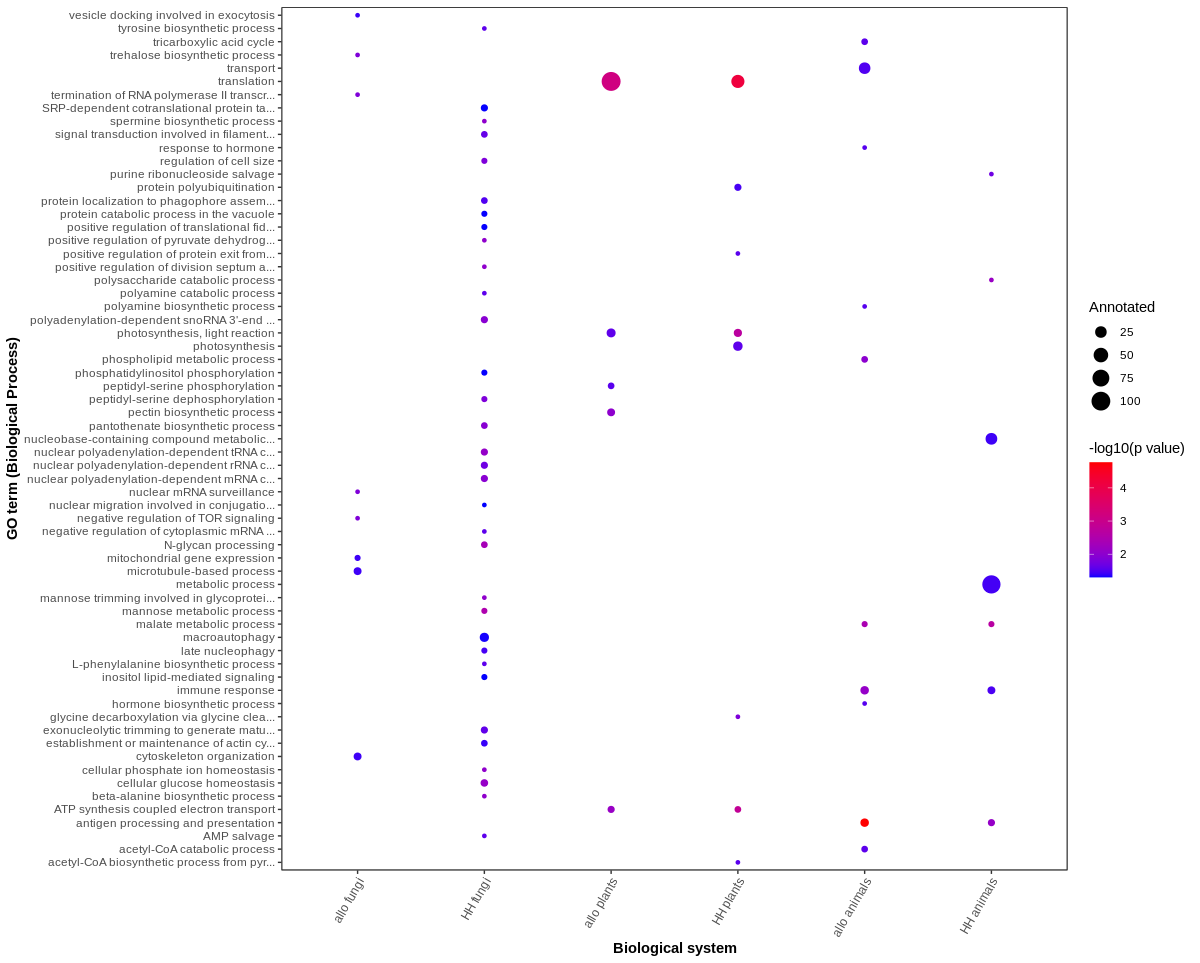 vesicle docking involved in exocytosis
tyrosine biosynthetic process
tricarboxylic acid cycle
trehalose biosynthetic process
transport
translation
termination of RNA polymerase II transcr...
SRP-dependent cotranslational protein ta...
spermine biosynthetic process
signal transduction involved in filament...
response to hormone
regulation of cell size
purine ribonucleoside salvage
protein polyubiquitination
protein localization to phagophore assem...
protein catabolic process in the vacuole
positive regulation of translational fid...
positive regulation of pyruvate dehydrog...
positive regulation of protein exit from...
positive regulation of division septum a...
polysaccharide catabolic process
polyamine catabolic process
polyamine biosynthetic process
polyadenylation-dependent snoRNA 3'-end ...
photosynthesis, light reaction
photosynthesis
phospholipid metabolic process
phosphatidylinositol phosphorylation
peptidyl-serine phosphorylation
peptidyl-serine dephosphorylation
pectin biosynthetic process
pantothenate biosynthetic process
nucleobase-containing compound metabolic...
nuclear polyadenylation-dependent tRNA c...
nuclear polyadenylation-dependent rRNA c...
nuclear polyadenylation-dependent mRNA c...
nuclear mRNA surveillance
nuclear migration involved in conjugatio...
negative regulation of TOR signaling
negative regulation of cytoplasmic mRNA ...
N-glycan processing
mitochondrial gene expression
microtubule-based process
metabolic process
mannose trimming involved in glycoprotei...
mannose metabolic process
malate metabolic process
macroautophagy
late nucleophagy
L-phenylalanine biosynthetic process
inositol lipid-mediated signaling
immune response
hormone biosynthetic process
glycine decarboxylation via glycine clea...
exonucleolytic trimming to generate matu...
establishment or maintenance of actin cy...
cytoskeleton organization
cellular phosphate ion homeostasis
cellular glucose homeostasis
beta-alanine biosynthetic process
ATP synthesis coupled electron transport
antigen processing and presentation
AMP salvage
acetyl-CoA catabolic process
acetyl-CoA biosynthetic process from pyr...
GO term (Biological Process)
allo fungi
HH fungi
allo plants
HH plants
allo animals
HH animals
Biological system
Annotated
25
50
75
100
-log10(p value)
4
3
2